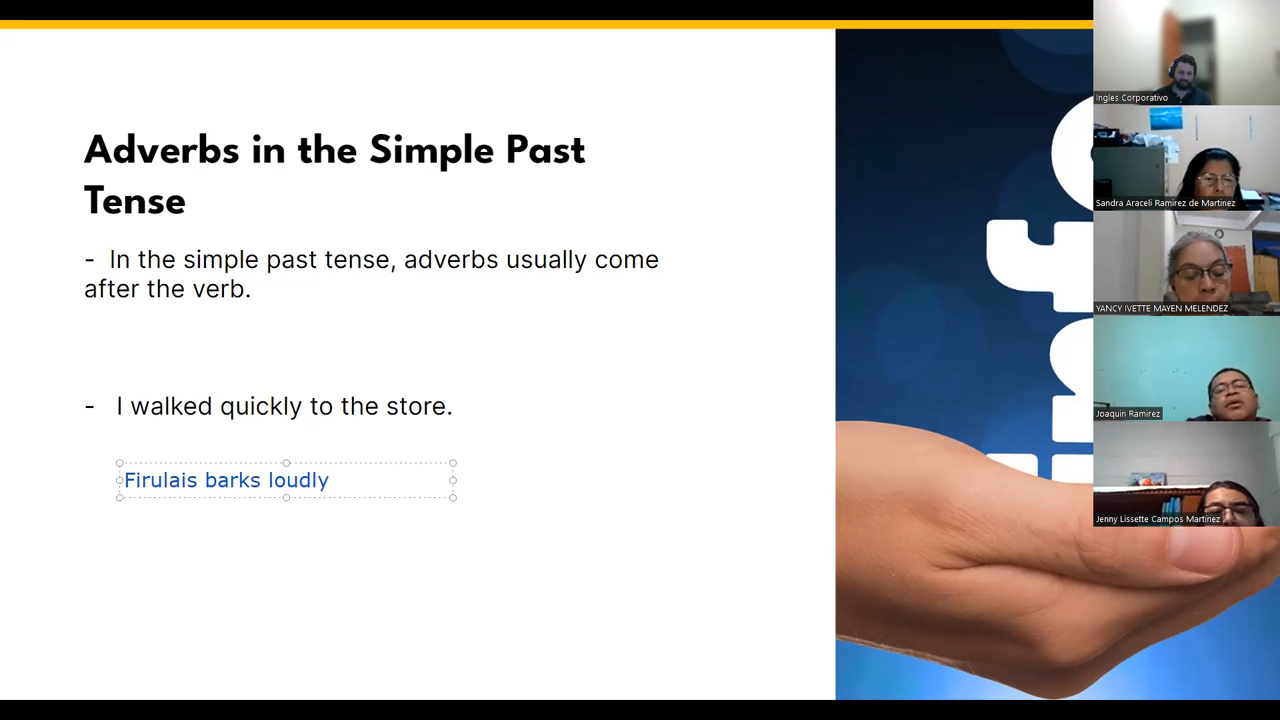 Adverbs in the Simple Past
Tense
- In the simple past tense, adverbs usually come
after the verb.
- I walked quickly to the store.
Firulais barks loudly
Ingles Corporativo
Sandra Araceli Ramirez de Martinez
YANCY IVETTE MAYEN MELENDEZ
Joaquin Ramirez
Jenny Lissette Campos Martínez